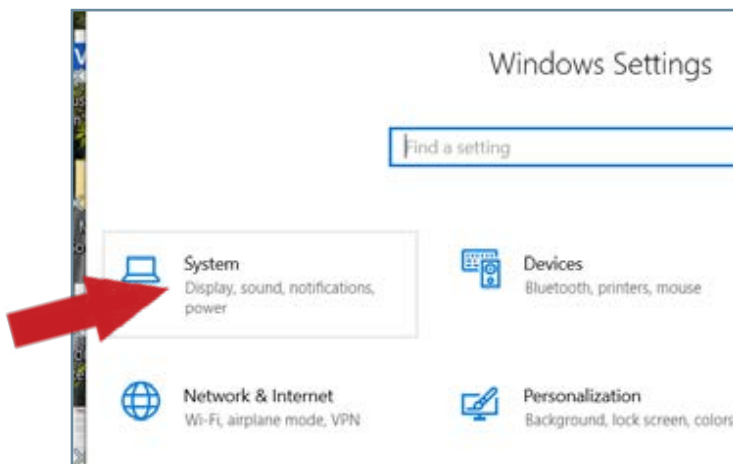 Windows Settings
Find a setting
System
Display, sound, notifications,
power
Devices
Bluetooth, printers, mouse
Network & Internet
Wi-Fi, airplane mode, VPN
Personalization
Background, lock screen, colors